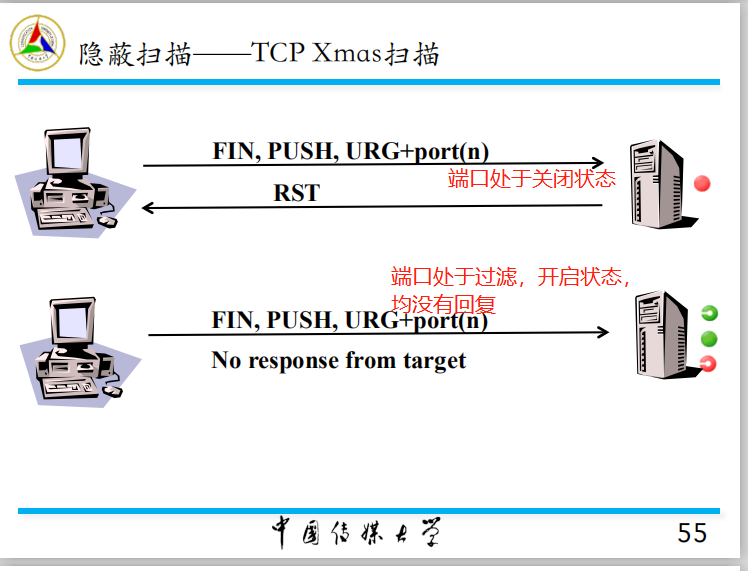 隐蔽扫描——TCP Xmas扫描
FIN, PUSH, URG+port(n)
端口处于关闭状态
RST
端口处于过滤，开启状态，
均没有回复
FIN, PUSH, URG+port(n)
No response from target
中国传媒大学
55